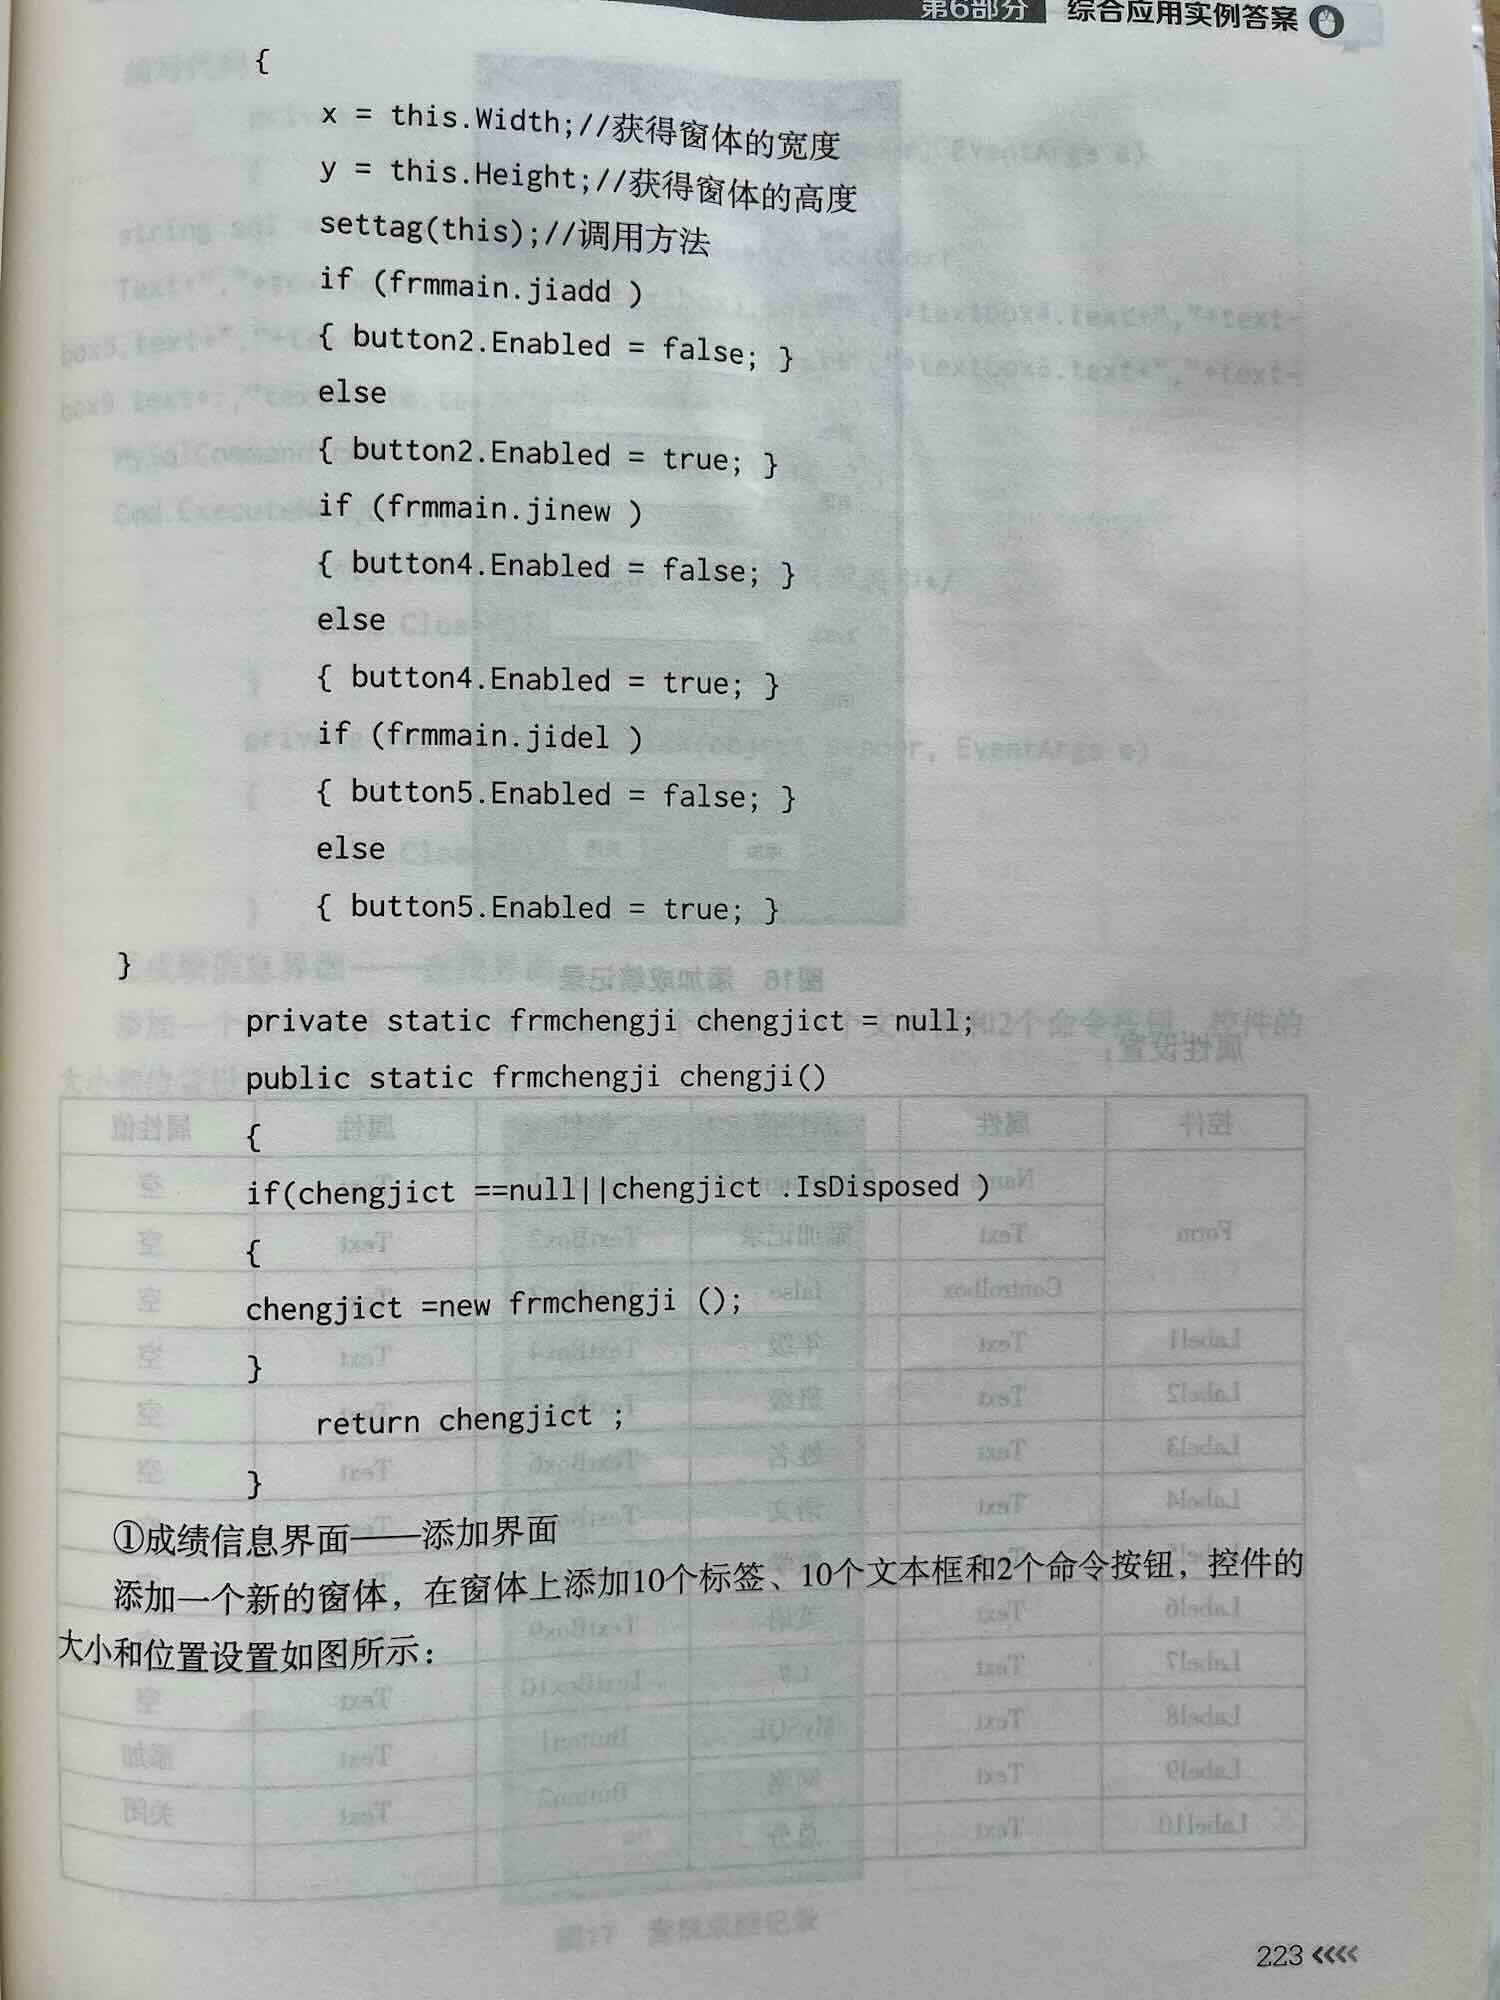 第6部分 综合应用实例答案
{
x = this.Width;//获得窗体的宽度
y = this.Height;//获得窗体的高度
settag(this);//调用方法
if (frmmain.jiadd )
{ button2.Enabled = false; }
else
{ button2.Enabled = true; }
if (frmmain.jinew )
{ button4.Enabled = false; }
else
{ button4.Enabled = true; }
if (frmmain.jidel )
{ button5.Enabled = false; }
else
{ button5.Enabled = true; }
}
private static frmchengji chengjict = null;
public static frmchengji chengji()
{
if(chengjict ==null||chengjict .IsDisposed )
{
chengjict =new frmchengji ();
}
return chengjict ;
}
①成绩信息界面——添加界面
添加一个新的窗体，在窗体上添加10个标签、10个文本框和2个命令按钮，控件的
大小和位置设置如图所示：
223